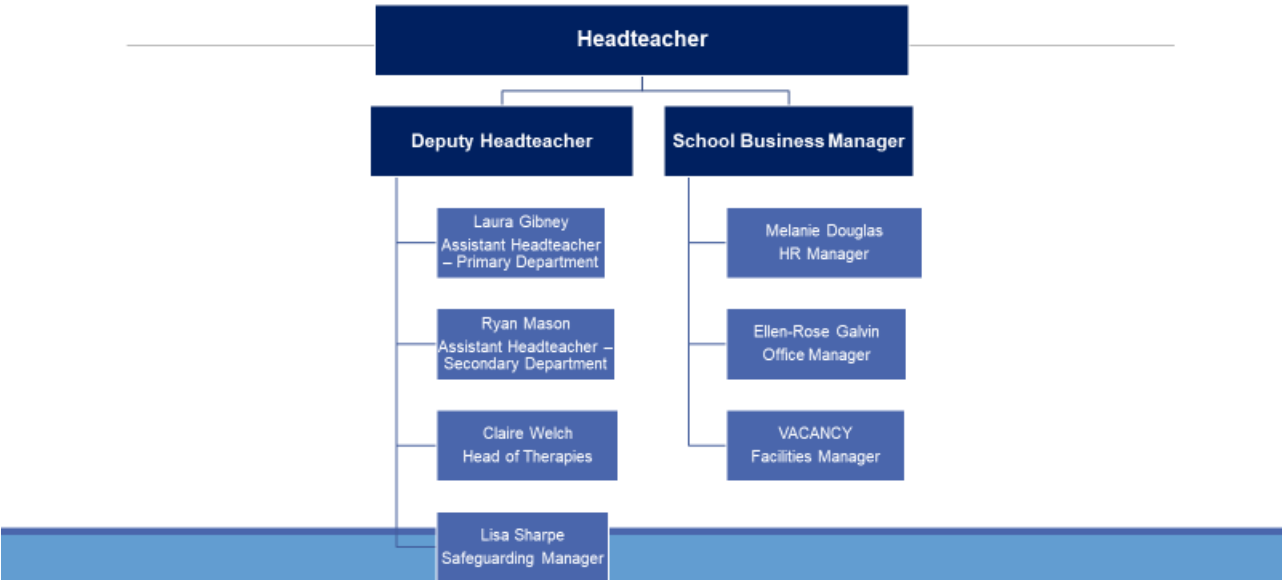 Headteacher
Deputy Headteacher
School Business Manager
Laura Gibney
Assistant Headteacher
– Primary Department
Ryan Mason
Assistant Headteacher –
Secondary Department
Claire Welch
Head of Therapies
Lisa Sharpe
Safeguarding Manager
Melanie Douglas
HR Manager
Ellen-Rose Galvin
Office Manager
VACANCY
Facilities Manager